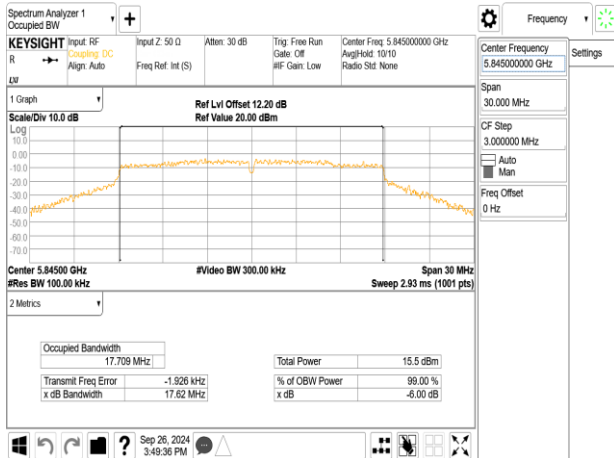 Spectrum Analyzer 1
Occupied BW
Frequency
KEYSIGHT
R
LXI
Input: RF
Coupling: DC
Align: Auto
Input Z: 50 Ω
Freq Ref: Int (S)
Atten: 30 dB
Trig: Free Run
Gate: Off
#IF Gain: Low
Center Freq: 5.845000000 GHz
Avg|Hold: 10/10
Radio Std: None
Center Frequency
5.845000000 GHz
Settings
Span
30.000 MHz
CF Step
3.000000 MHz
Auto
Man
Freq Offset
0 Hz
1 Graph
Scale/Div 10.0 dB
Ref Lvl Offset 12.20 dB
Ref Value 20.00 dBm
Log
10.0
0.00
-10.0
-20.0
-30.0
-40.0
-50.0
-60.0
-70.0
Center 5.84500 GHz
#Res BW 100.00 kHz
#Video BW 300.00 kHz
Span 30 MHz
Sweep 2.93 ms (1001 pts)
2 Metrics
Occupied Bandwidth
17.709 MHz
Total Power 15.5 dBm
Transmit Freq Error -1.926 kHz
% of OBW Power 99.00 %
x dB Bandwidth 17.62 MHz
x dB -6.00 dB
?
Sep 26, 2024
3:49:36 PM